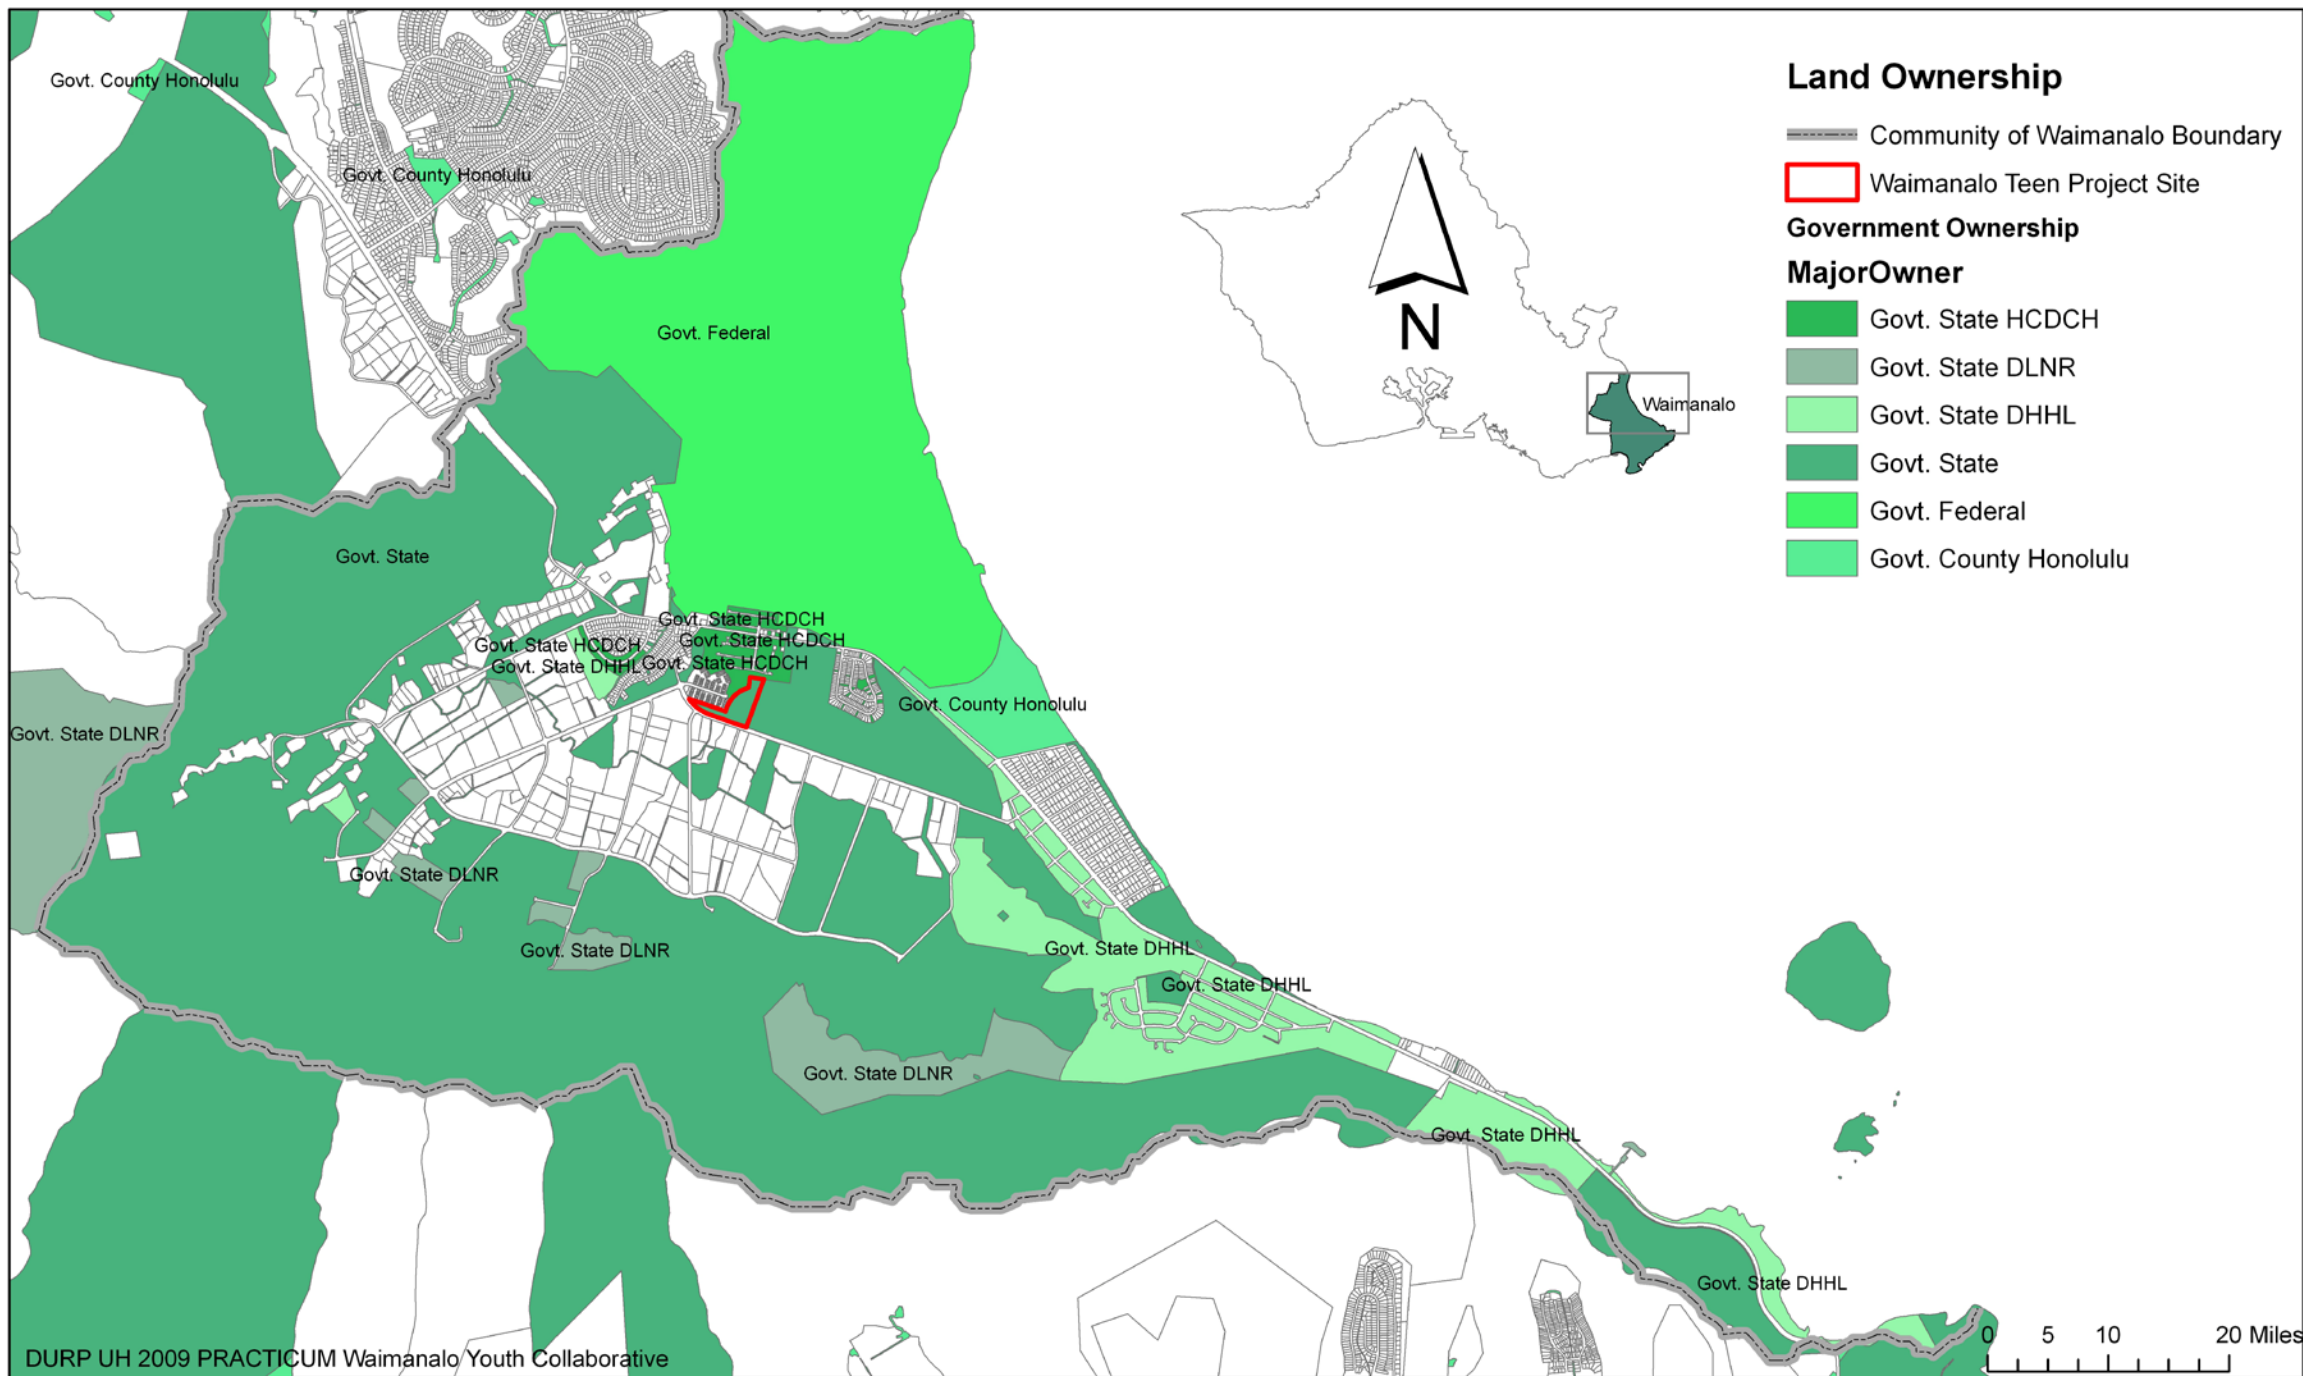 Land Ownership
Community of Waimanalo Boundary
Waimanalo Teen Project Site
Government Ownership
MajorOwner
Govt. State HCDCH
Govt. State DLNR
Govt. State DHHL
Govt. State
Govt. Federal
Govt. County Honolulu
N
Waimanalo
Govt. County Honolulu
Govt. County Honolulu
Govt. Federal
Govt. State
Govt. State HCDCH
Govt. State HCDCH
Govt. State HCDCH
Govt. State HCDCH
Govt. State DHHL
Govt. County Honolulu
Govt. State DLNR
Govt. State DLNR
Govt. State DLNR
Govt. State DHHL
Govt. State DHHL
Govt. State DLNR
Govt. State DHHL
Govt. State DHHL
0 5 10 20 Miles
DURP UH 2009 PRACTICUM Waimanalo Youth Collaborative